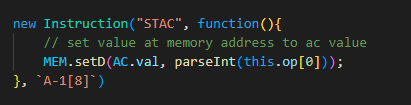 new Instruction("STAC", function(){
    // set value at memory address to ac value
    MEM.setD(AC.val, parseInt(this.op[0]));
}, `A-1[8]`)